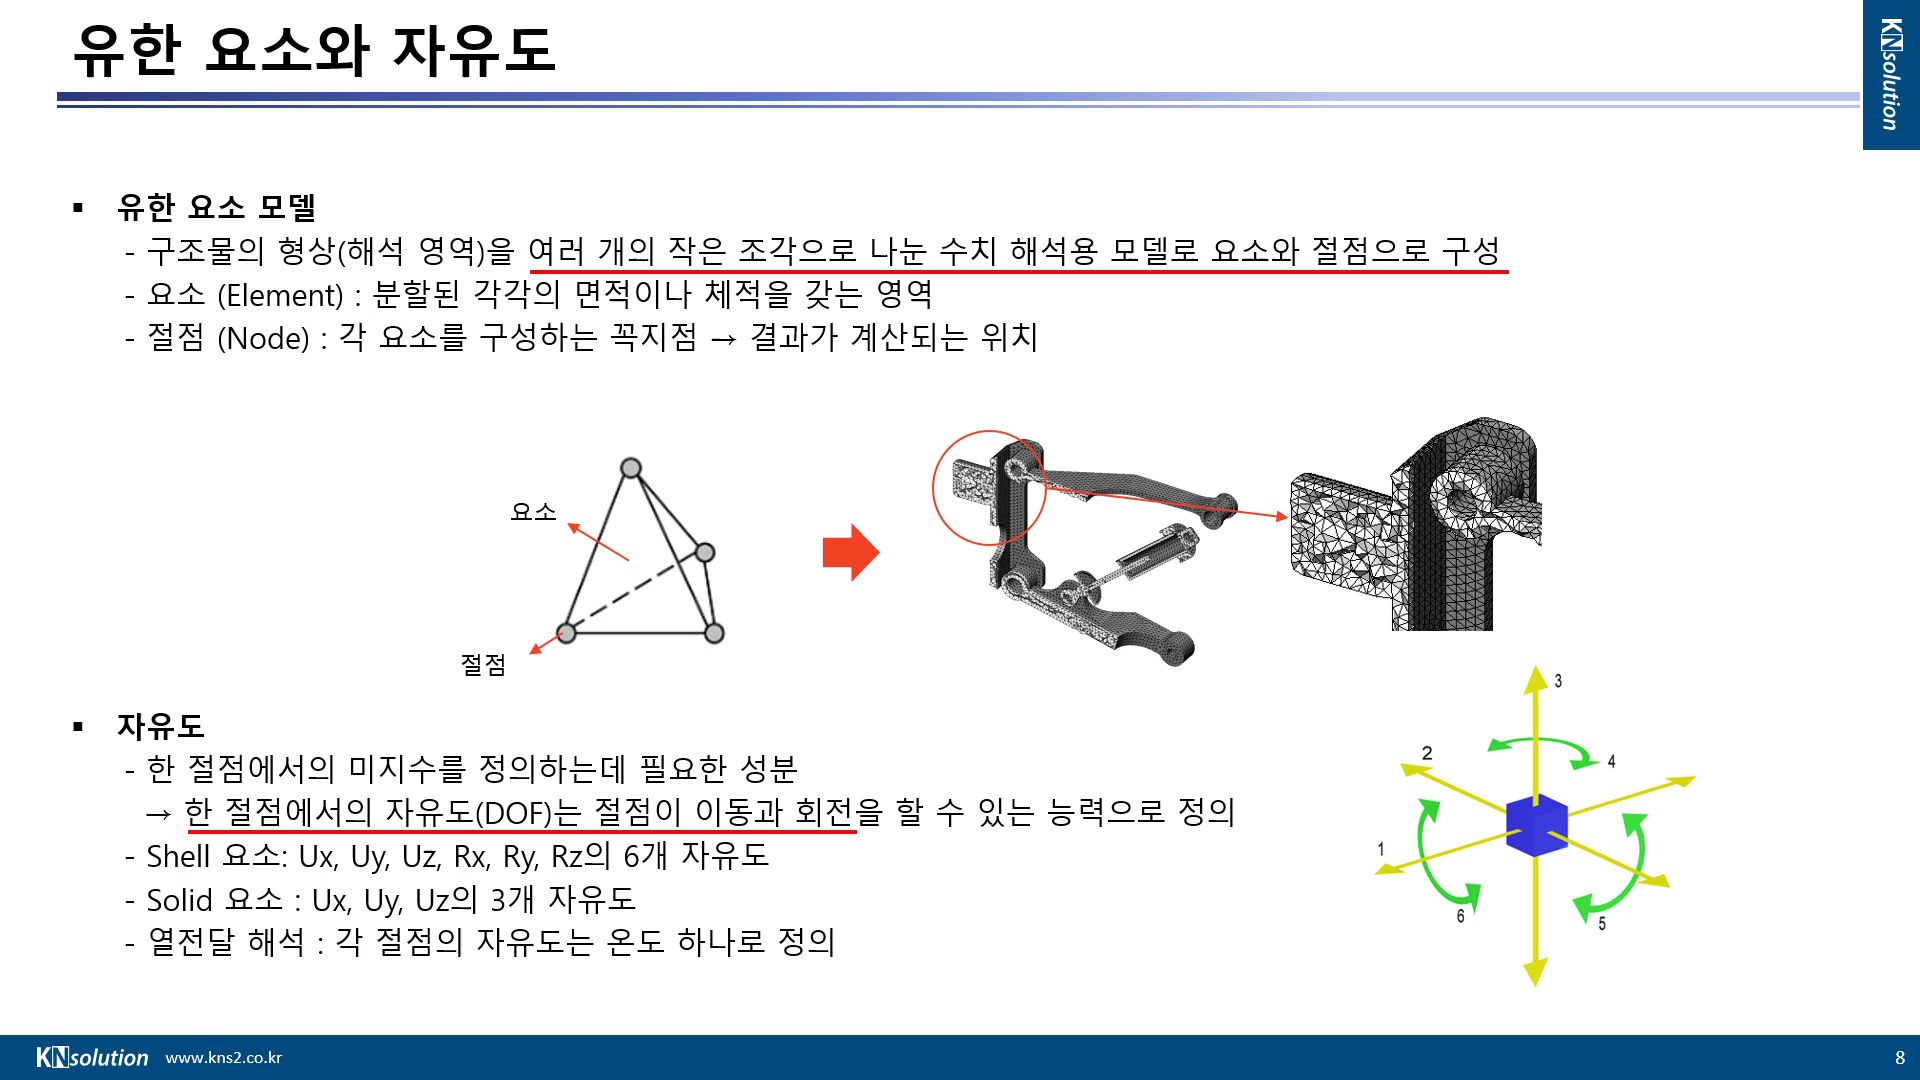 유한 요소와 자유도
KNsolution
▪ 유한 요소 모델
- 구조물의 형상(해석 영역)을 여러 개의 작은 조각으로 나눈 수치 해석용 모델로 요소와 절점으로 구성
- 요소 (Element) : 분할된 각각의 면적이나 체적을 갖는 영역
- 절점 (Node) : 각 요소를 구성하는 꼭지점 → 결과가 계산되는 위치
요소
절점
▪ 자유도
- 한 절점에서의 미지수를 정의하는데 필요한 성분
→ 한 절점에서의 자유도(DOF)는 절점이 이동과 회전을 할 수 있는 능력으로 정의
- Shell 요소: Ux, Uy, Uz, Rx, Ry, Rz의 6개 자유도
- Solid 요소 : Ux, Uy, Uz의 3개 자유도
- 열전달 해석 : 각 절점의 자유도는 온도 하나로 정의
3
2
4
1
6
5
KNsolution www.kns2.co.kr
8